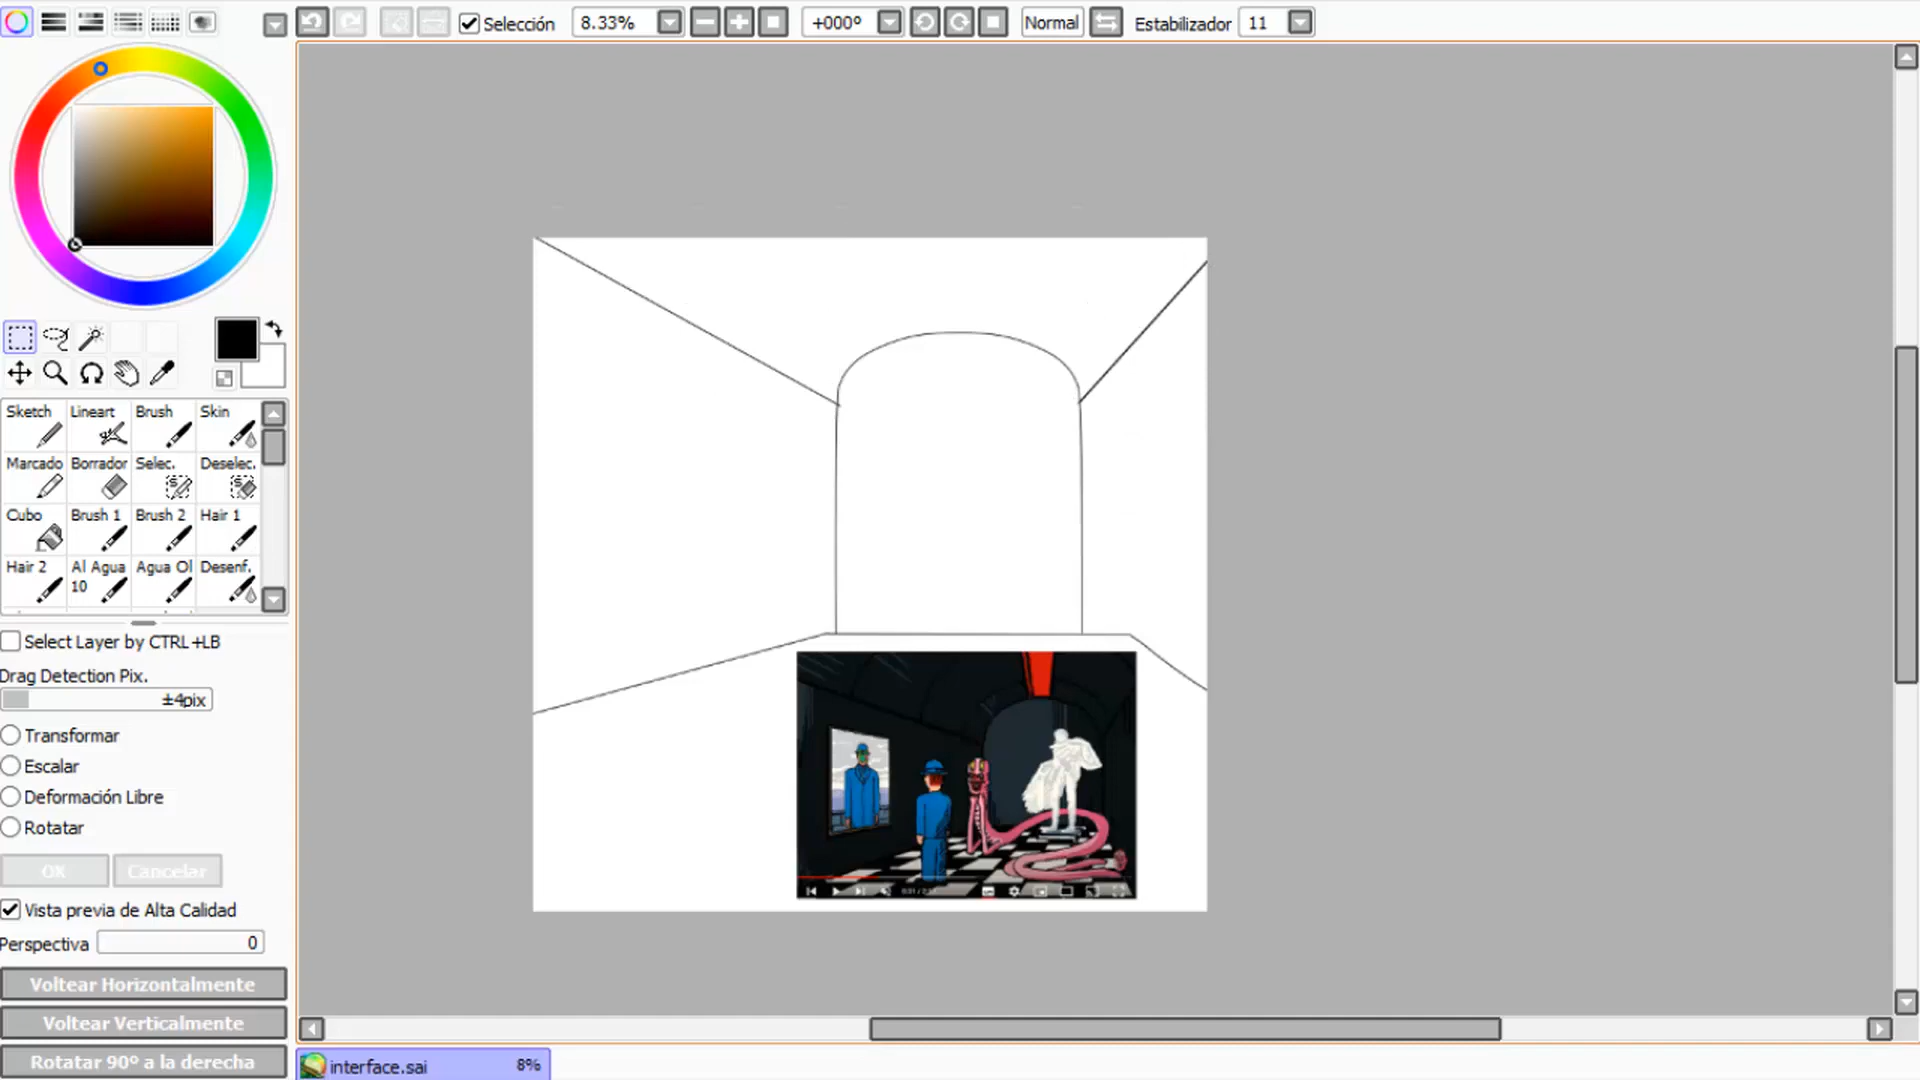 Selección 8.33% +000º Normal Estabilizador 11
Sketch Lineart Brush Skin
Marcado Borrador Selec. Deselec.
Cubo Brush 1 Brush 2 Hair 1
Hair 2 Al Agua 10 Agua Ol Desenf.
Select Layer by CTRL+LB
Drag Detection Pix.
±4pix
Transformar
Escalar
Deformación Libre
Rotatar
OK Cancelar
Vista previa de Alta Calidad
Perspectiva 0
Voltear Horizontalmente
Voltear Verticalmente
Rotatar 90º a la derecha
interface.sai 8%